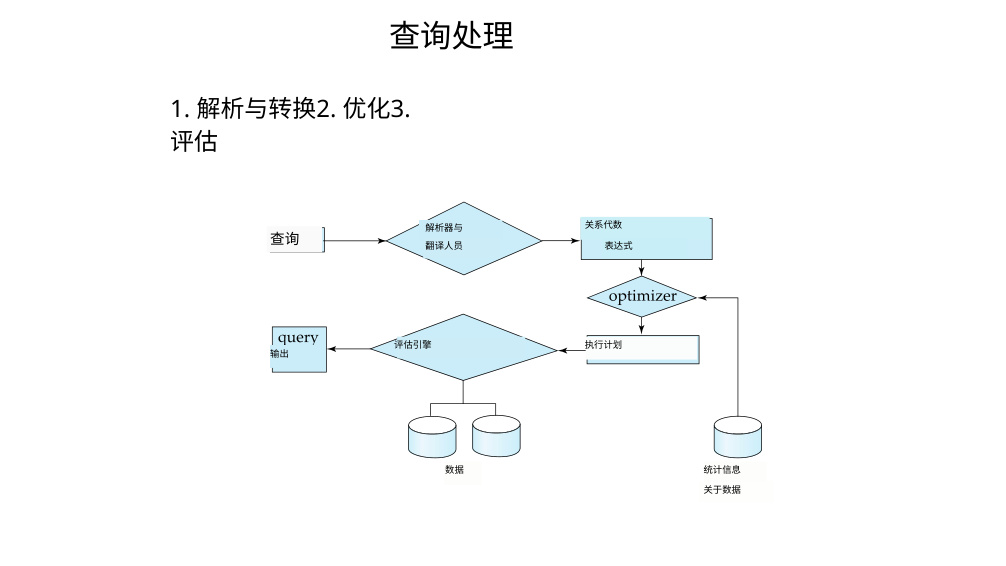 查询处理
1. 解析与转换2. 优化3.
评估
查询
解析器与
翻译人员
关系代数
表达式
optimizer
query
输出
评估引擎
执行计划
数据
统计信息
关于数据